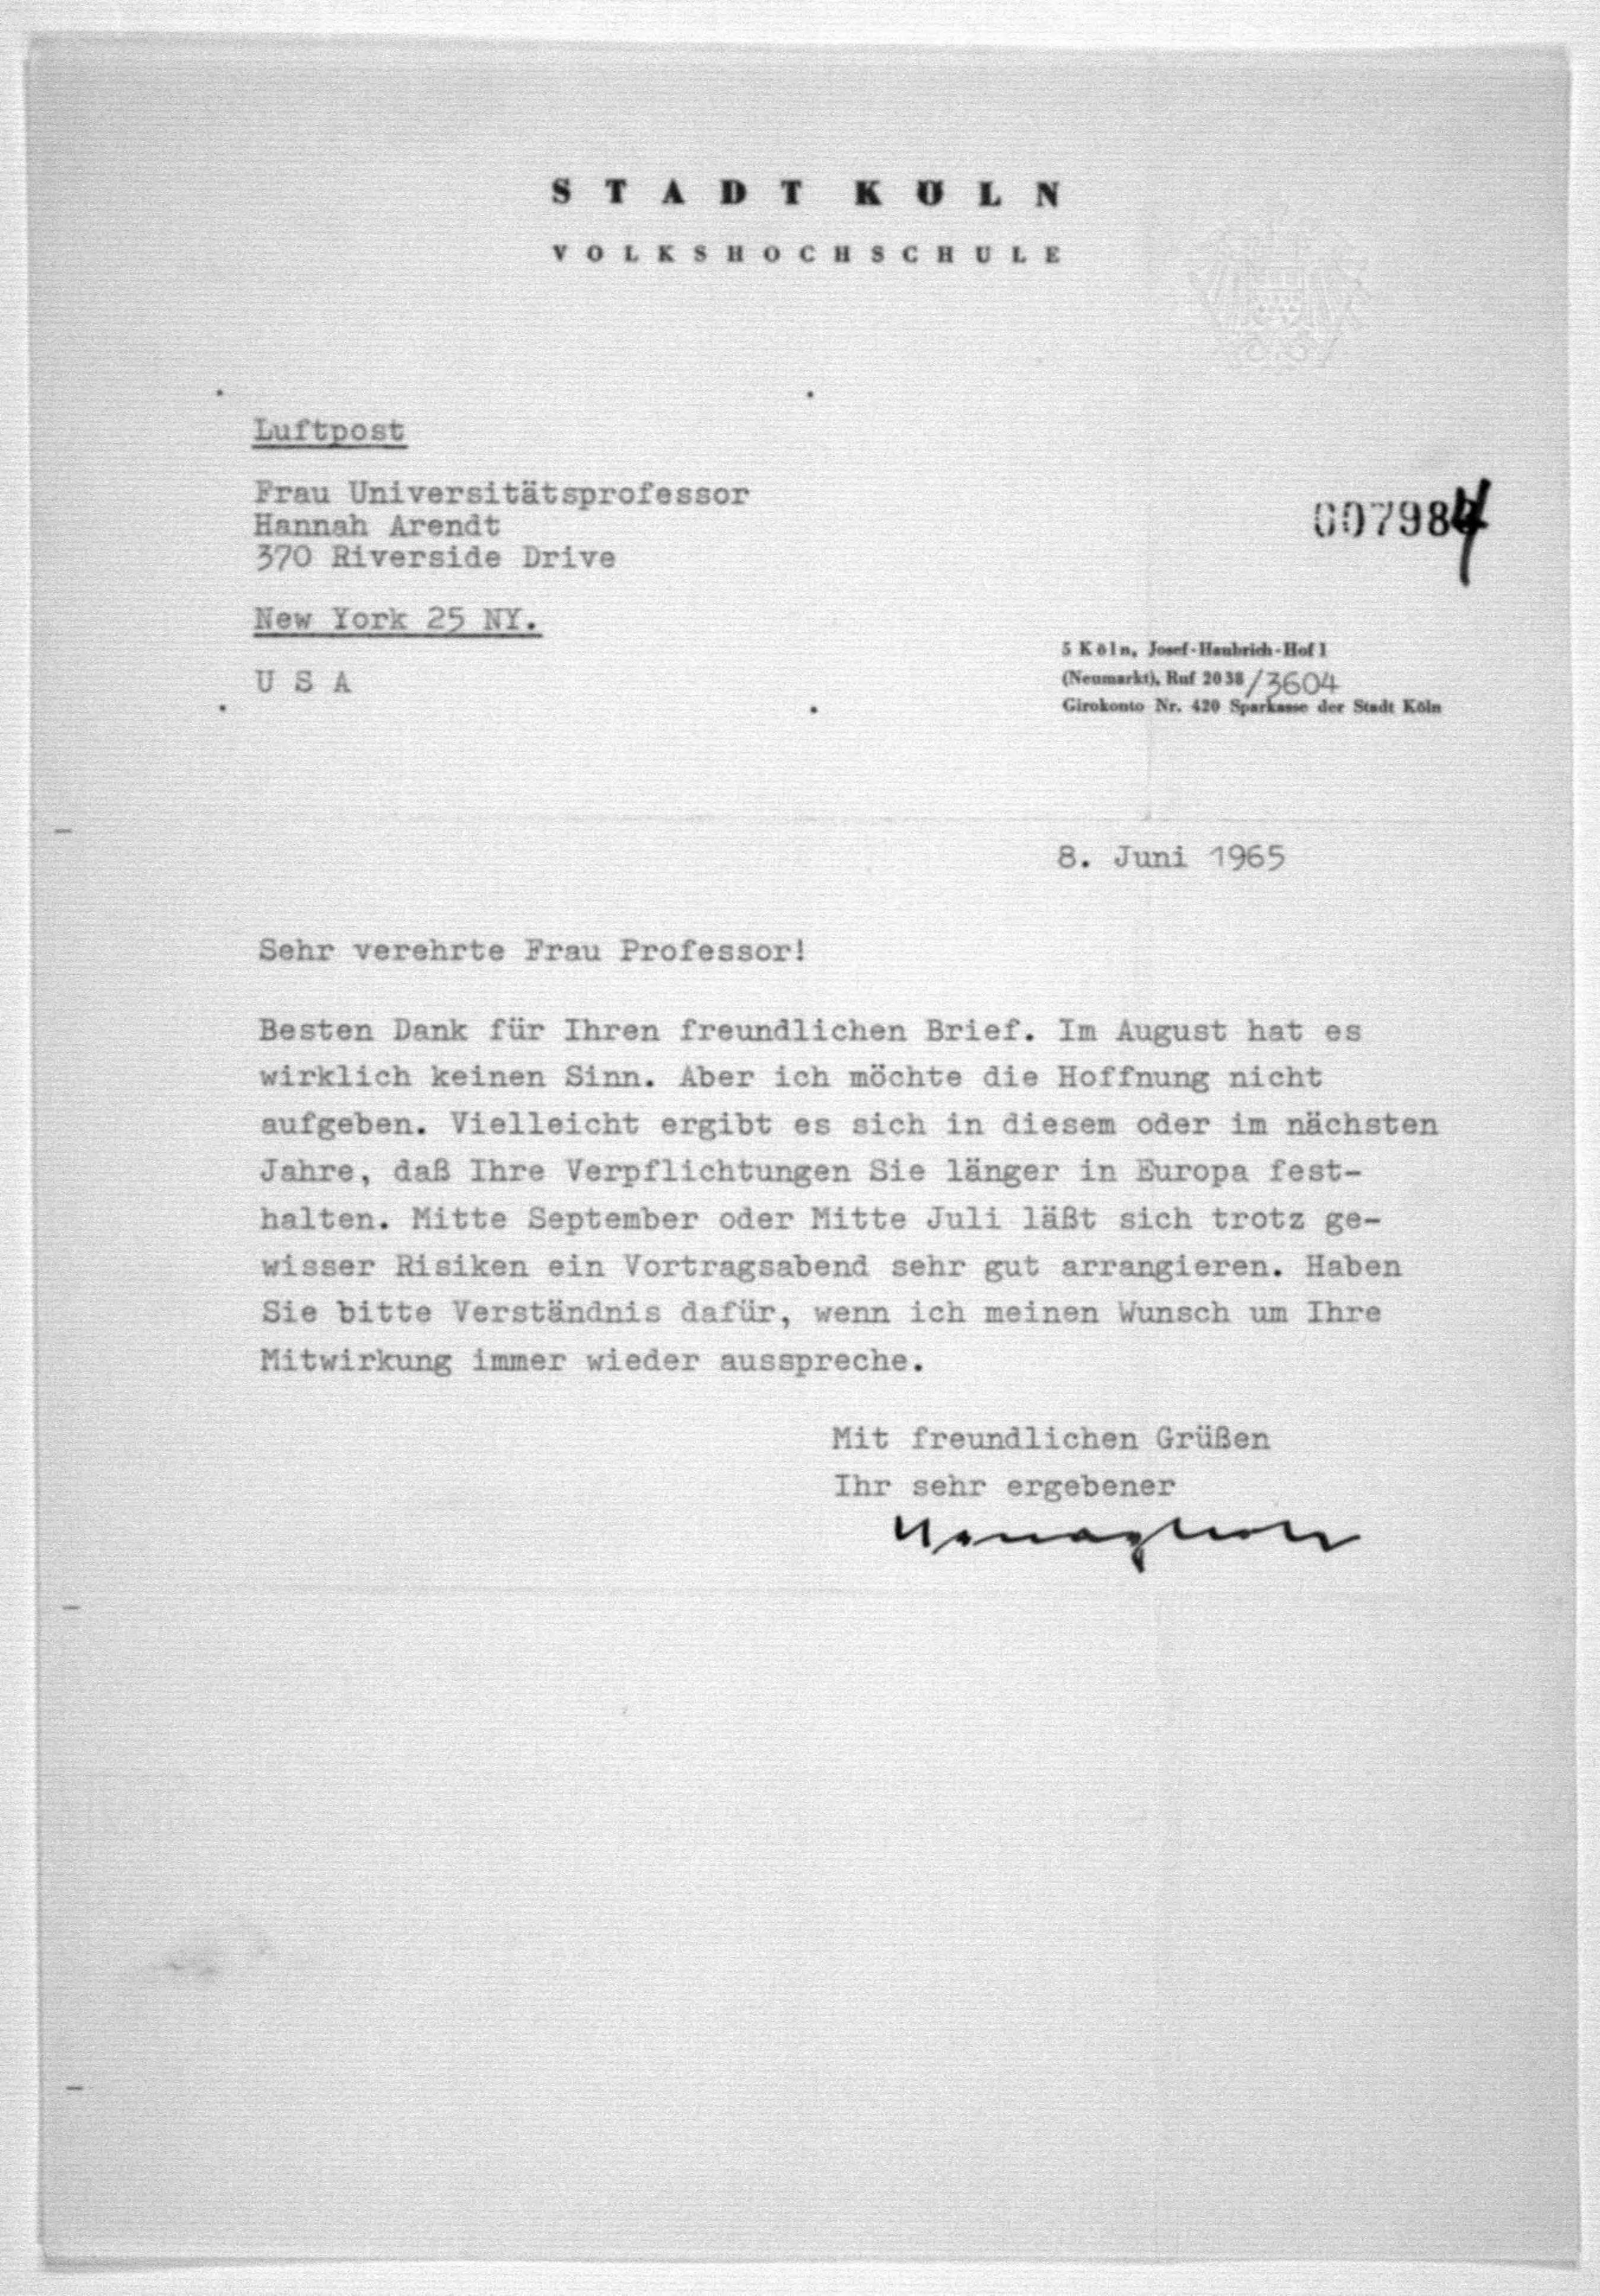 STADT KÖLN
VOLKSHOCHSCHULE
Luftpost
Frau Universitätsprofessor
Hannah Arendt
370 Riverside Drive
007984
New York 25 NY.
U S A
5 Köln, Josef-Haubrich-Hof 1
(Neumarkt), Ruf 2038/3604
Girokonto Nr. 420 Sparkasse der Stadt Köln
8. Juni 1965
Sehr verehrte Frau Professor!
Besten Dank für Ihren freundlichen Brief. Im August hat es
wirklich keinen Sinn. Aber ich möchte die Hoffnung nicht
aufgeben. Vielleicht ergibt es sich in diesem oder im nächsten
Jahre, daß Ihre Verpflichtungen Sie länger in Europa fest-
halten. Mitte September oder Mitte Juli läßt sich trotz ge-
wisser Risiken ein Vortragsabend sehr gut arrangieren. Haben
Sie bitte Verständnis dafür, wenn ich meinen Wunsch um Ihre
Mitwirkung immer wieder ausspreche.
Mit freundlichen Grüßen
Ihr sehr ergebener